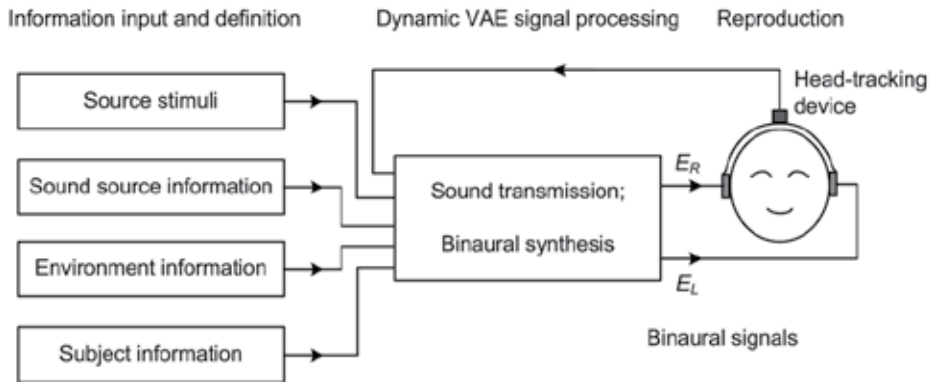 Information input and definition
Dynamic VAE signal processing
Reproduction
Source stimuli
Sound source information
Environment information
Subject information
Sound transmission;
Binaural synthesis
E_R
E_L
Head-tracking
device
Binaural signals